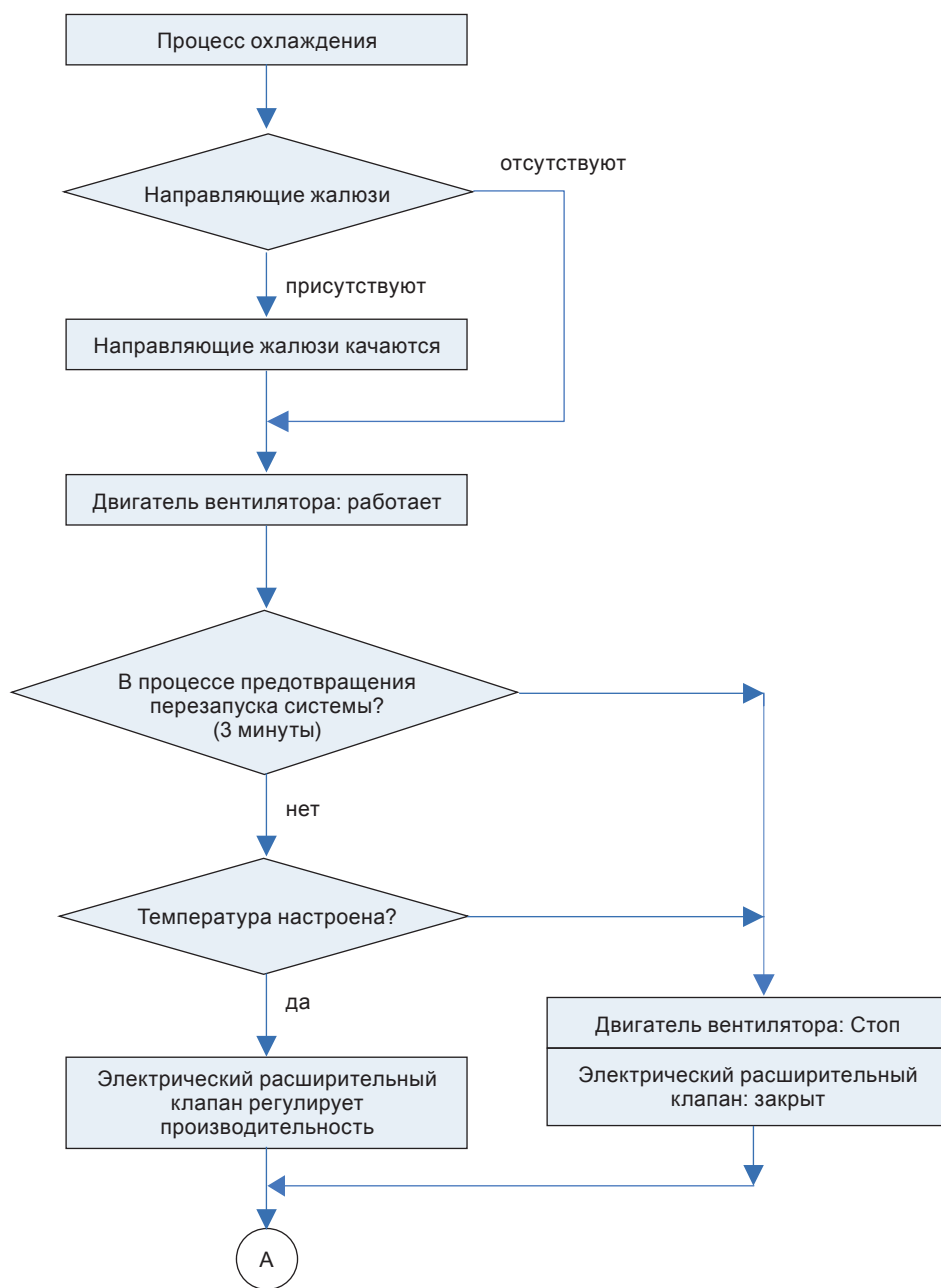 Процесс охлаждения
отсутствуют
Направляющие жалюзи
присутствуют
Направляющие жалюзи качаются
Двигатель вентилятора: работает
В процессе предотвращения
перезапуска системы?
(3 минуты)
нет
Температура настроена?
да
Двигатель вентилятора: Стоп
Электрический расширительный
клапан регулирует
производительность
Электрический расширительный
клапан: закрыт
А